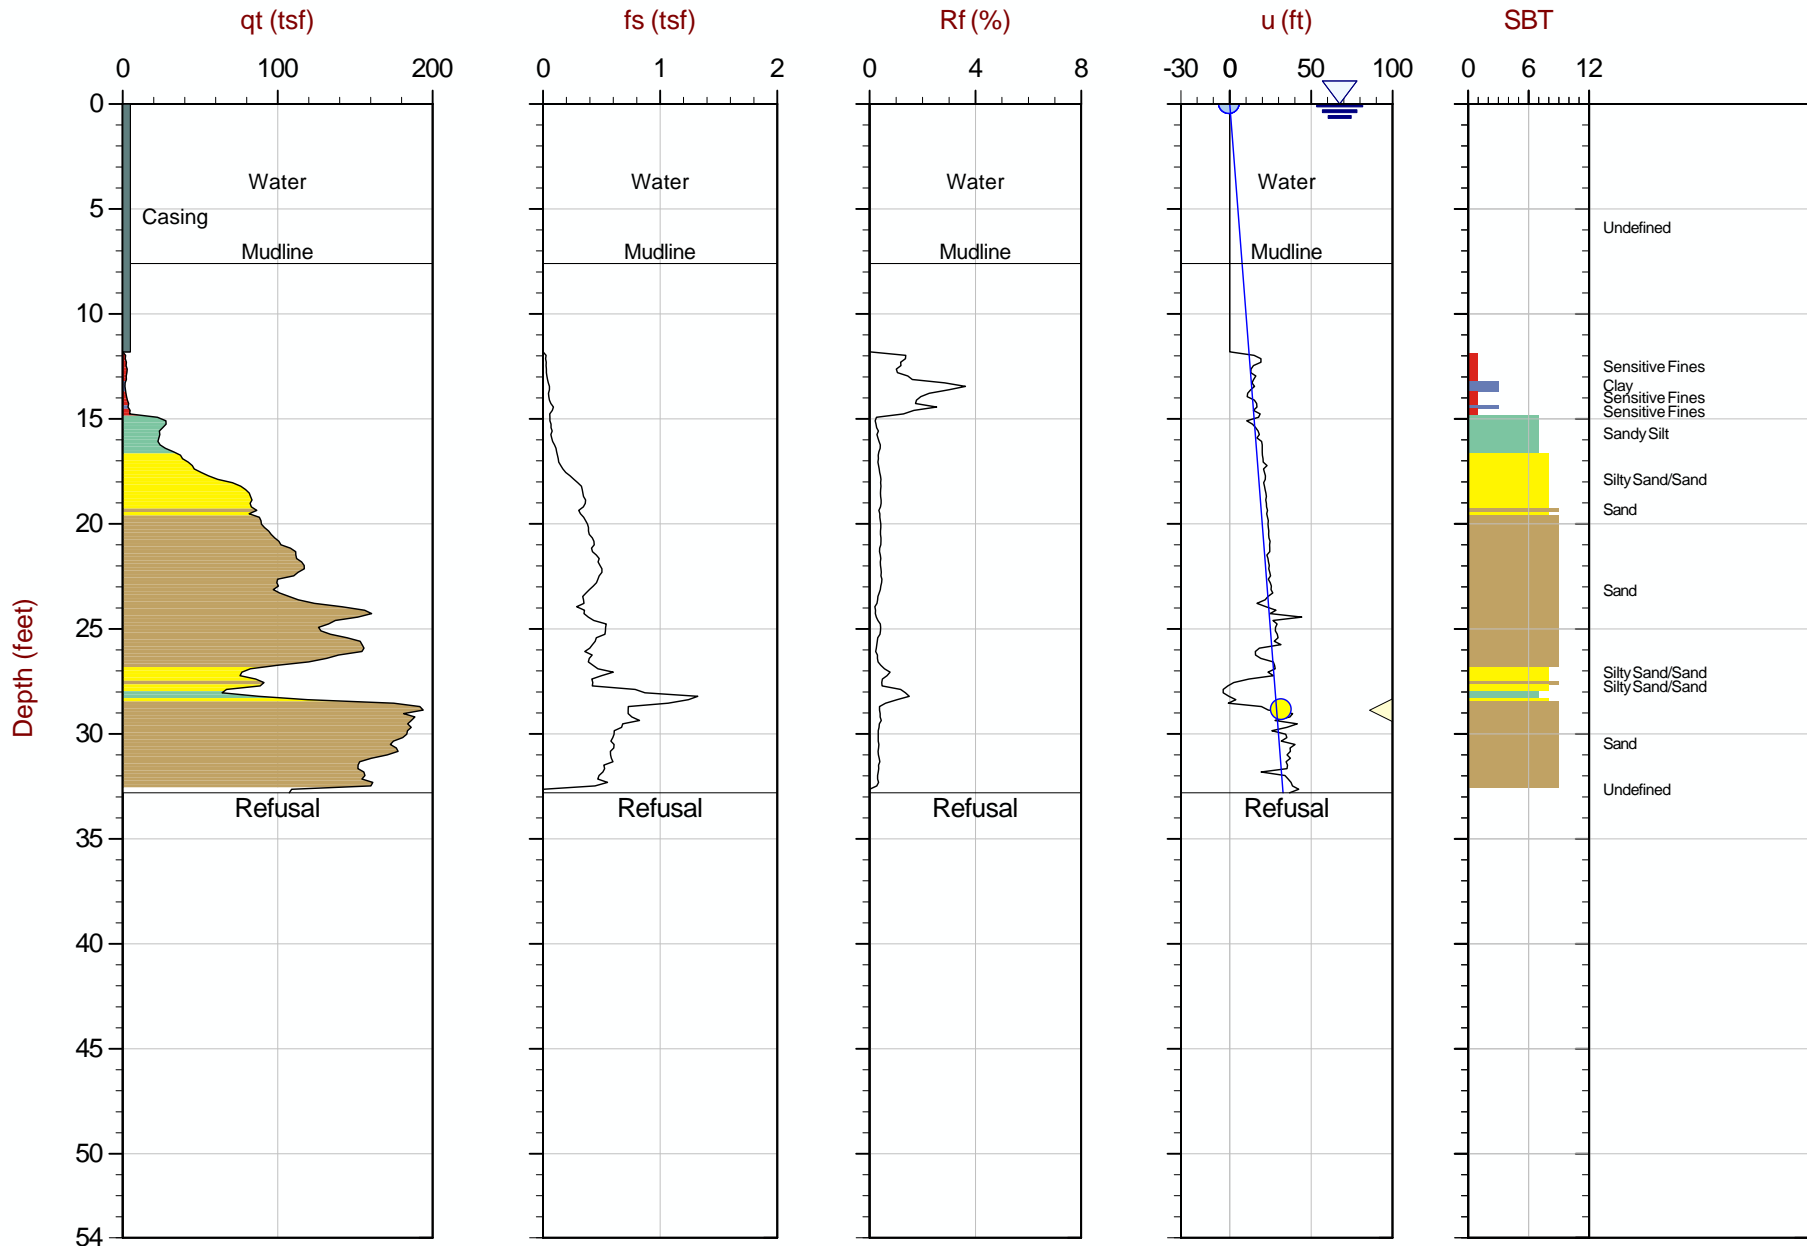 qt (tsf) fs (tsf) Rf (%) u (ft) SBT
0 100 200 0 1 2 0 4 8 -30 0 50 100 0 6 12
0
Water Water Water Water
5
Casing
Undefined
Mudline Mudline Mudline Mudline
10
Sensitive Fines
Clay
Sensitive Fines
Sensitive Fines
15
Sandy Silt
Silty Sand/Sand
Sand
20
Sand
Depth (feet)
25
Silty Sand/Sand
Silty Sand/Sand
30
Sand
Undefined
Refusal Refusal Refusal Refusal
35
40
45
50
54